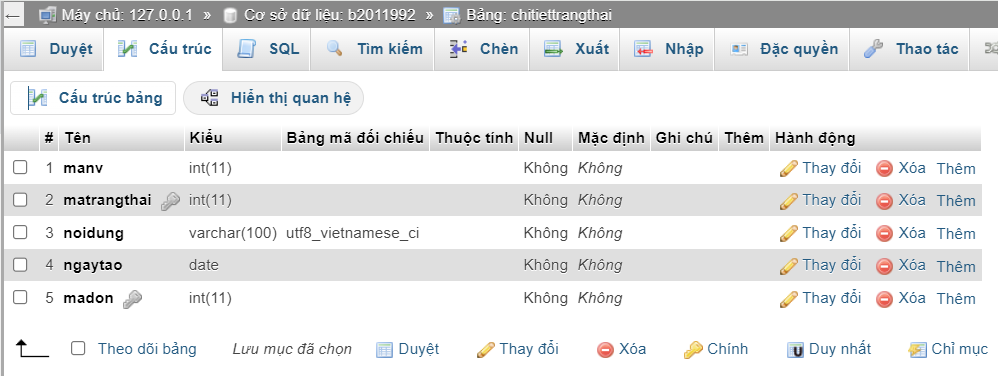 ← Máy chủ: 127.0.0.1 » Cơ sở dữ liệu: b2011992 » Bảng: chitiettrangthai
Duyệt Cấu trúc SQL Tìm kiếm Chèn Xuất Nhập Đặc quyền Thao tác
Cấu trúc bảng Hiển thị quan hệ
# Tên Kiểu Bảng mã đối chiếu Thuộc tính Null Mặc định Ghi chú Thêm Hành động
1 manv int(11) Không Không Thay đổi Xóa Thêm
2 matrangthai int(11) Không Không Thay đổi Xóa Thêm
3 noidung varchar(100) utf8_vietnamese_ci Không Không Thay đổi Xóa Thêm
4 ngaytao date Không Không Thay đổi Xóa Thêm
5 madon int(11) Không Không Thay đổi Xóa Thêm
Theo dõi bảng Lưu mục đã chọn Duyệt Thay đổi Xóa Chính Duy nhất Chỉ mục